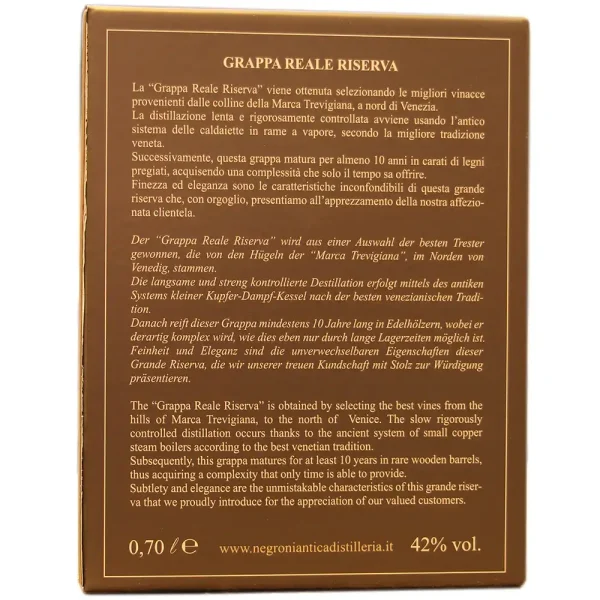 GRAPPA REALE RISERVA
La “Grappa Reale Riserva” viene ottenuta selezionando le migliori vinacce
provenienti dalle colline della Marca Trevigiana, a nord di Venezia.
La distillazione lenta e rigorosamente controllata avviene usando l’antico
sistema delle caldaiette in rame a vapore, secondo la migliore tradizione
veneta.
Successivamente, questa grappa matura per almeno 10 anni in carati di legni
pregiati, acquisendo una complessità che solo il tempo sa offrire.
Finezza ed eleganza sono le caratteristiche inconfondibili di questa grande
riserva che, con orgoglio, presentiamo all’apprezzamento della nostra affezio-
nata clientela.
Der “Grappa Reale Riserva” wird aus einer Auswahl der besten Trester
gewonnen, die von den Hügeln der “Marca Trevigiana”, im Norden von
Venedig, stammen.
Die langsame und streng kontrollierte Destillation erfolgt mittels des antiken
Systems kleiner Kupfer-Dampf-Kessel nach der besten venezianischen Tradi-
tion.
Danach reift dieser Grappa mindestens 10 Jahre lang in Edelhölzern, wobei er
derartig komplex wird, wie dies eben nur durch lange Lagerzeiten möglich ist.
Feinheit und Eleganz sind die unverwechselbaren Eigenschaften dieser
Grande Riserva, die wir unserer treuen Kundschaft mit Stolz zur Würdigung
präsentieren.
The “Grappa Reale Riserva” is obtained by selecting the best vines from the
hills of Marca Trevigiana, to the north of Venice. The slow rigorously
controlled distillation occurs thanks to the ancient system of small copper
steam boilers according to the best venetian tradition.
Subsequently, this grappa matures for at least 10 years in rare wooden barrels,
thus acquiring a complexity that only time is able to provide.
Subtlety and elegance are the unmistakable characteristics of this grande riser-
va that we proudly introduce for the appreciation of our valued customers.
0,70 ℓ ℮ www.negronianticadistilleria.it 42% vol.